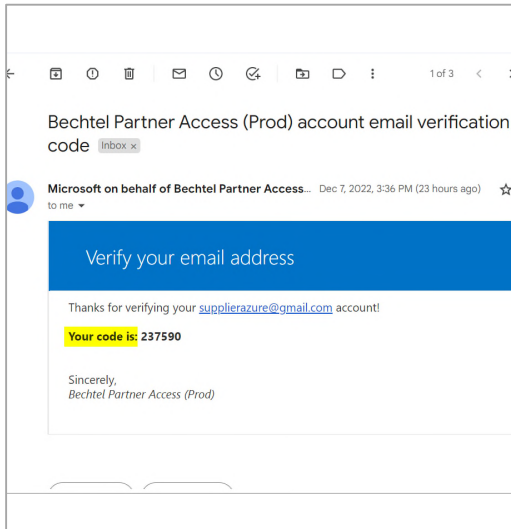 1 of 3
Bechtel Partner Access (Prod) account email verification
code Inbox x
Microsoft on behalf of Bechtel Partner Access... Dec 7, 2022, 3:36 PM (23 hours ago)
to me
Verify your email address
Thanks for verifying your supplierazure@gmail.com account!
Your code is: 237590
Sincerely,
Bechtel Partner Access (Prod)